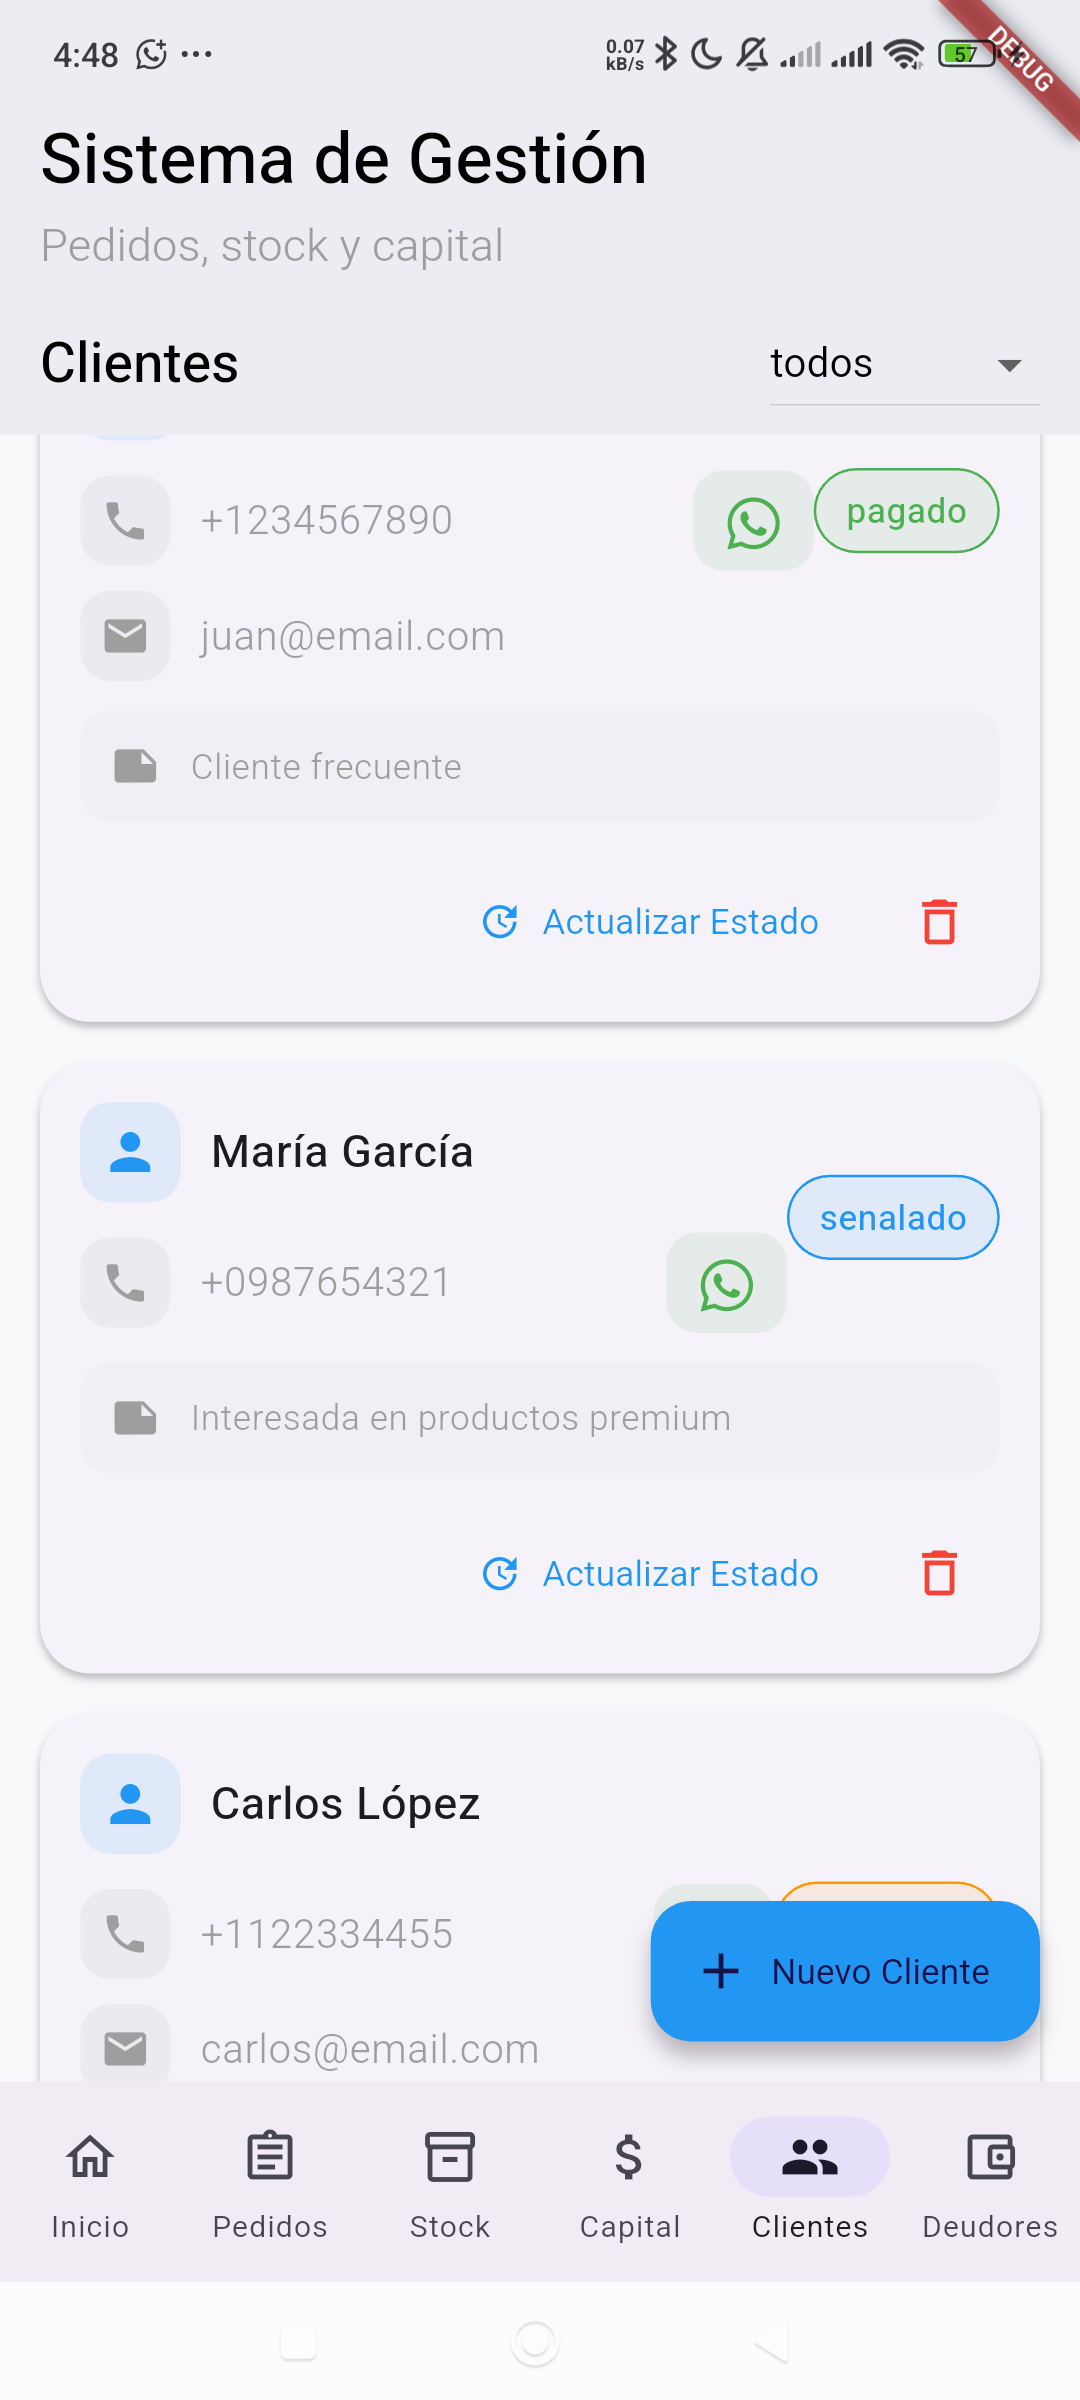 4:48
0.07
kB/s
57
DEBUG
Sistema de Gestión
Pedidos, stock y capital
Clientes
todos
+1234567890
pagado
juan@email.com
Cliente frecuente
Actualizar Estado
María García
senalado
+0987654321
Interesada en productos premium
Actualizar Estado
Carlos López
+1122334455
Nuevo Cliente
carlos@email.com
Inicio
Pedidos
Stock
Capital
Clientes
Deudores